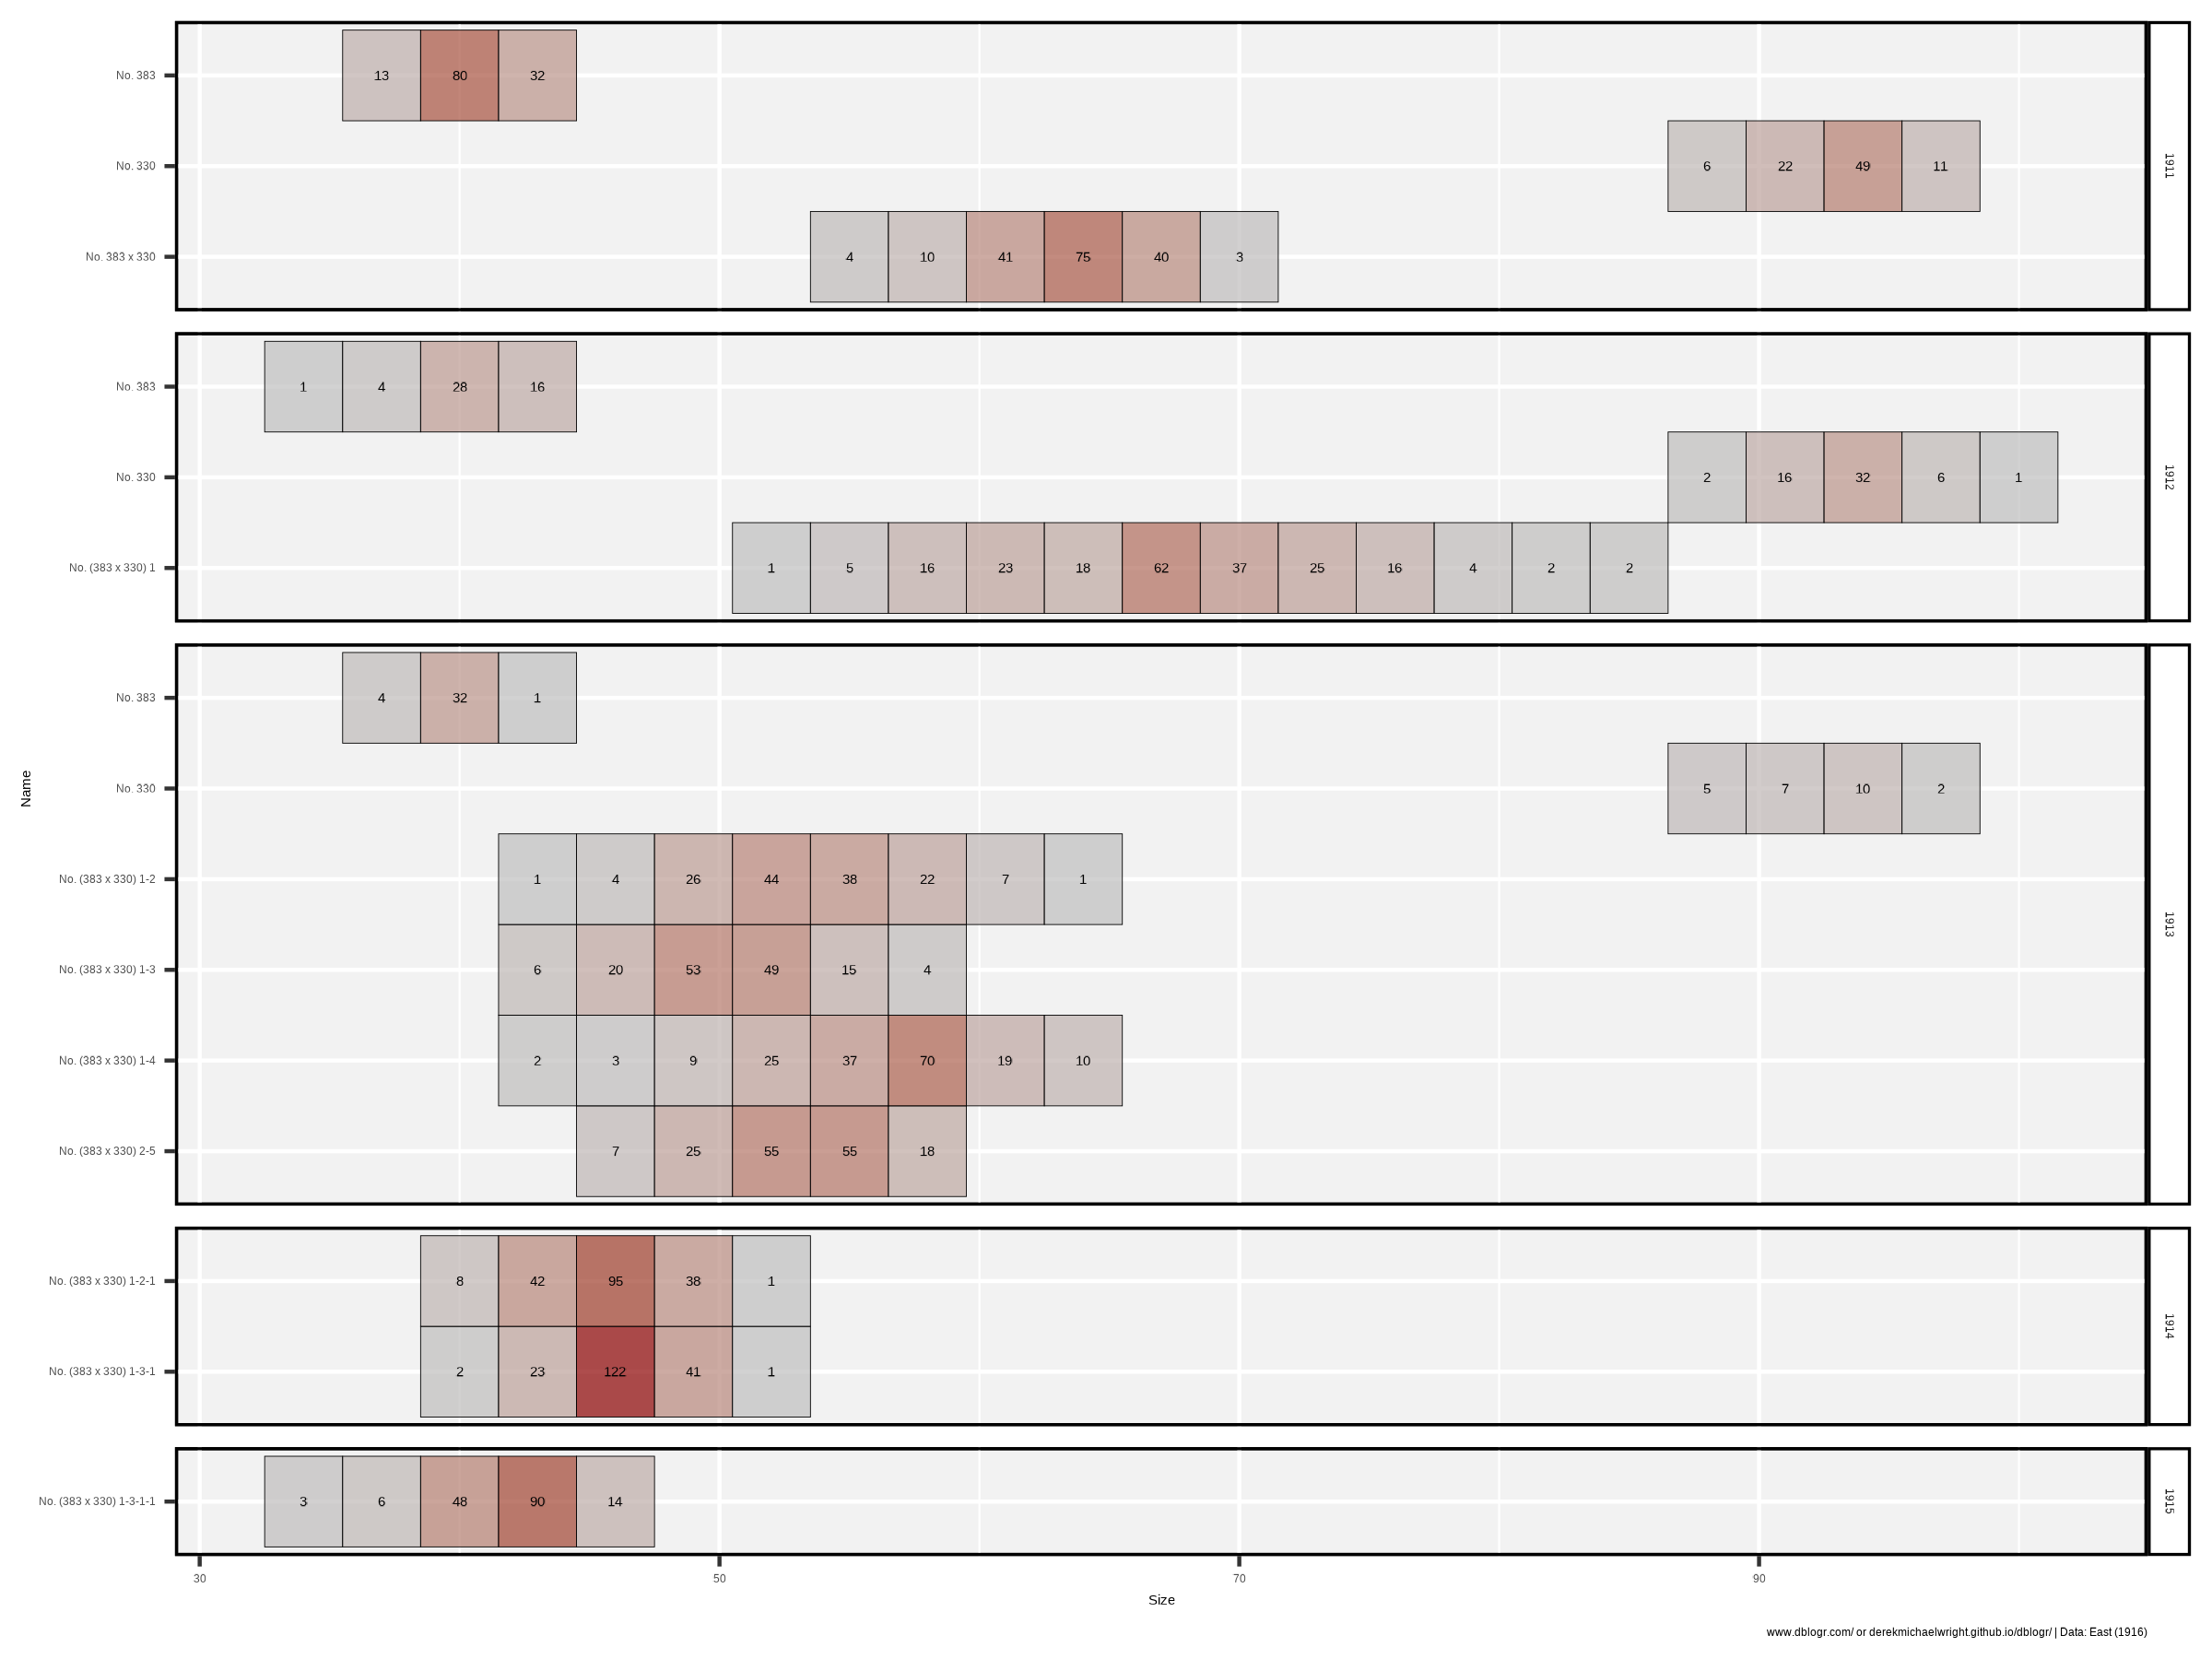 No. 383 13 80 32
No. 330 6 22 49 11
No. 383 x 330 4 10 41 75 40 3
1911
No. 383 1 4 28 16
No. 330 2 16 32 6 1
No. (383 x 330) 1 1 5 16 23 18 62 37 25 16 4 2 2
1912
No. 383 4 32 1
No. 330 5 7 10 2
No. (383 x 330) 1-2 1 4 26 44 38 22 7 1
No. (383 x 330) 1-3 6 20 53 49 15 4
No. (383 x 330) 1-4 2 3 9 25 37 70 19 10
No. (383 x 330) 2-5 7 25 55 55 18
1913
No. (383 x 330) 1-2-1 8 42 95 38 1
No. (383 x 330) 1-3-1 2 23 122 41 1
1914
No. (383 x 330) 1-3-1-1 3 6 48 90 14
1915
Name
30 50 70 90
Size
www.dblogr.com/ or derekmichaelwright.github.io/dblogr/ | Data: East (1916)